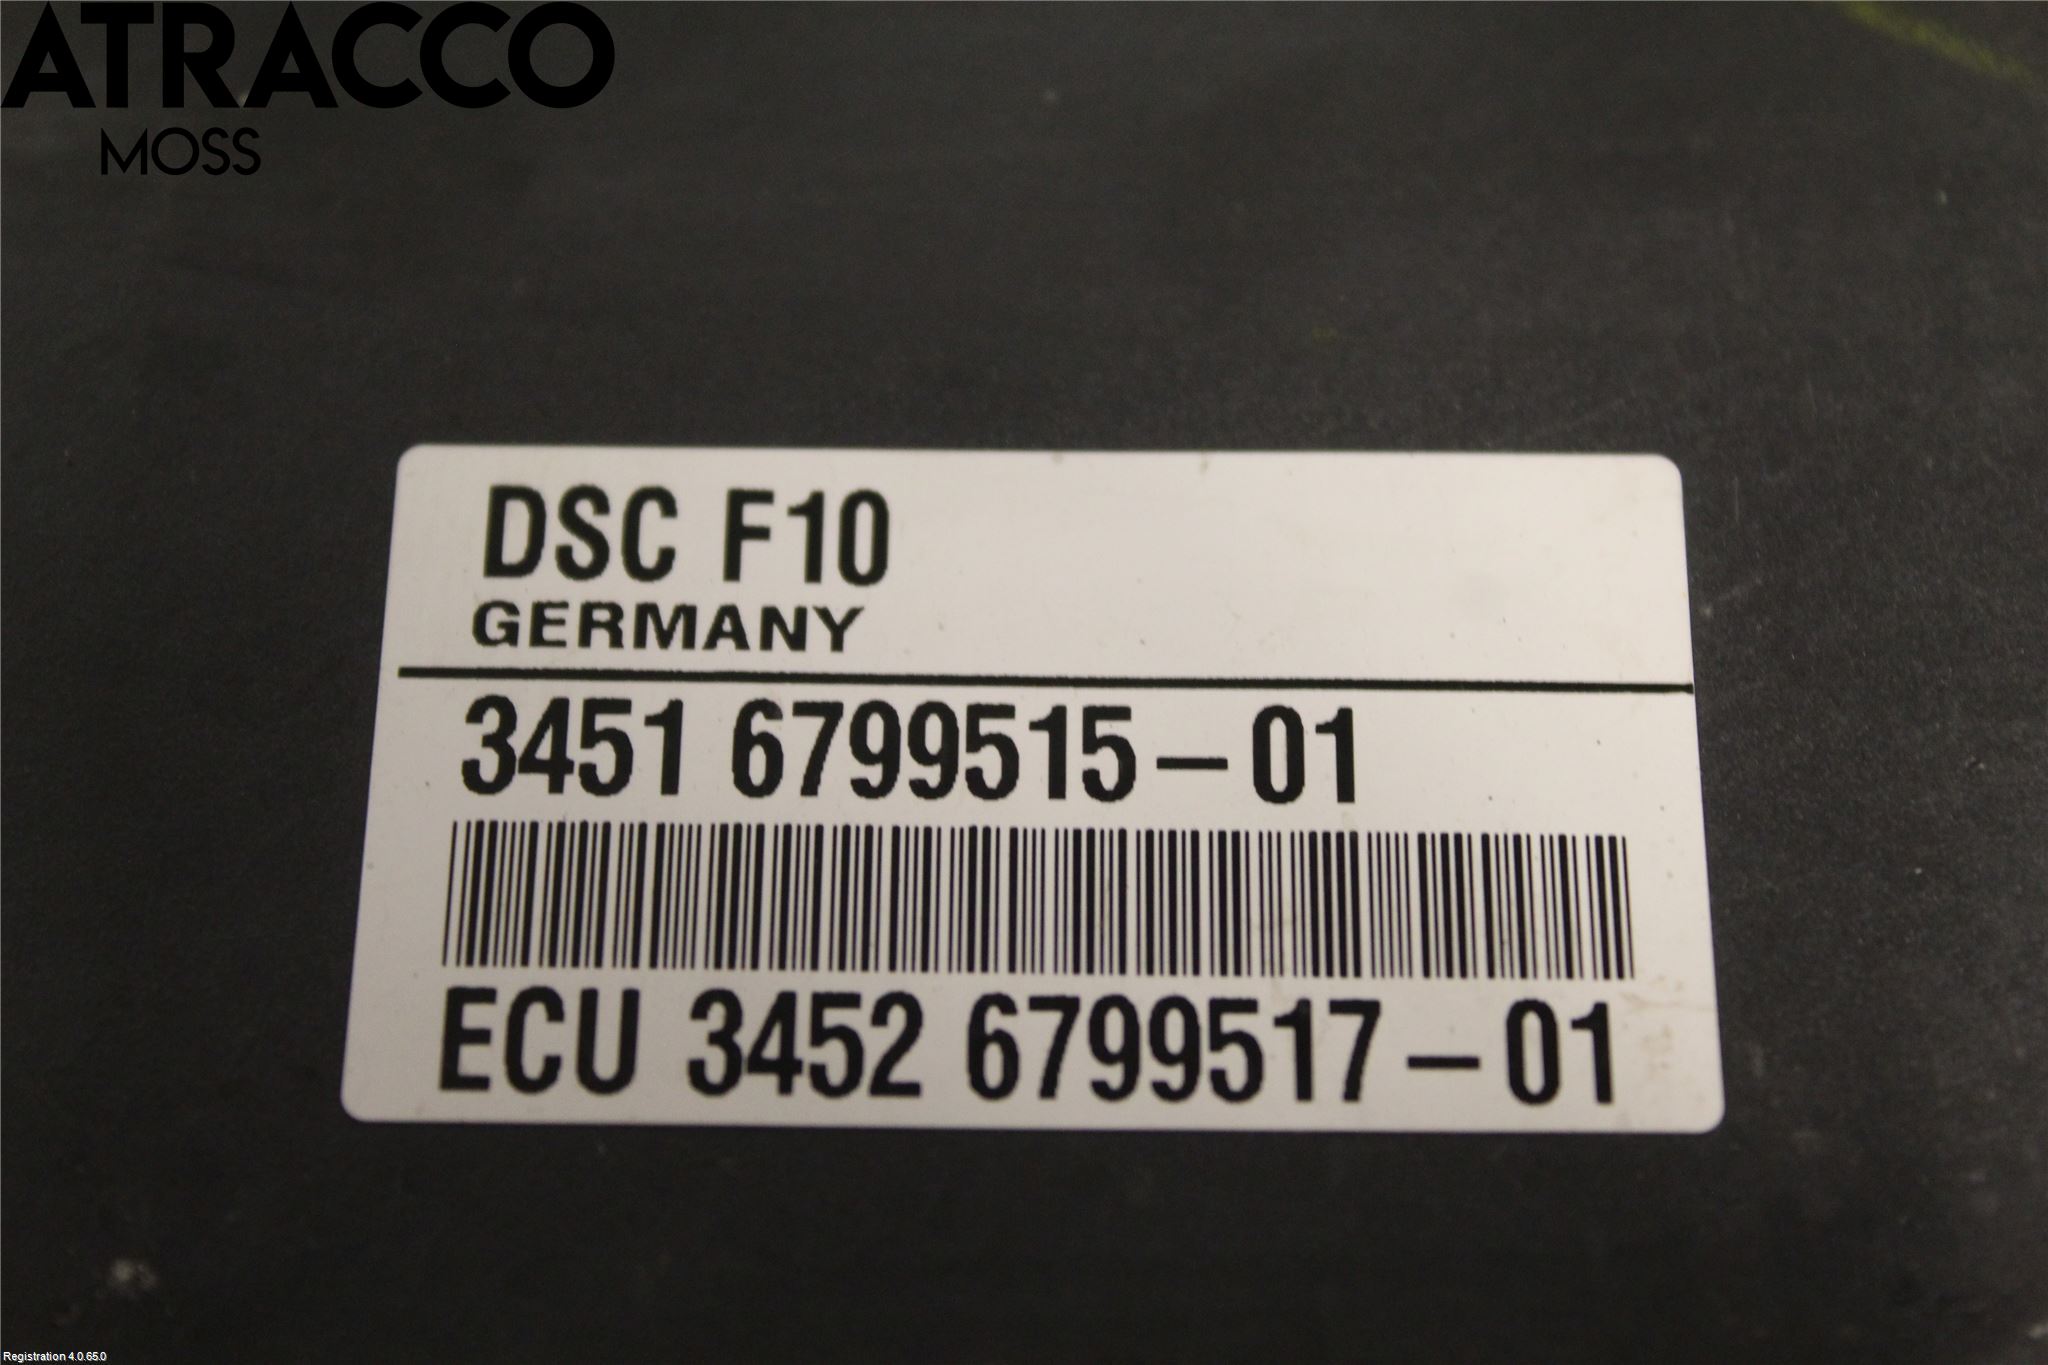 ATRACCO
MOSS
DSC F10
GERMANY
3451 6799515-01
ECU 3452 6799517-01
Registration 4.0.65.0